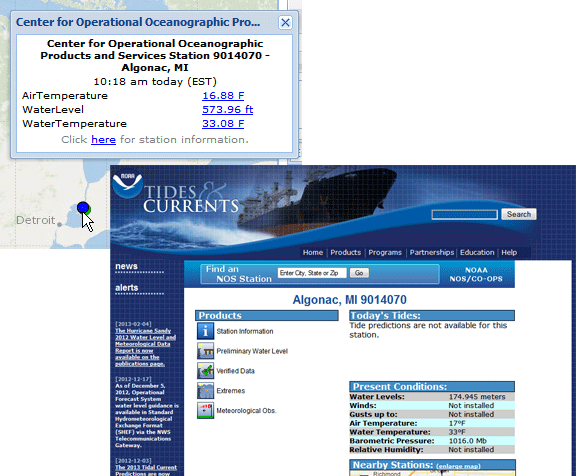 Center for Operational Oceanographic Pro...
Center for Operational Oceanographic
Products and Services Station 9014070 -
Algonac, MI
10:18 am today (EST)
AirTemperature 16.88 F
WaterLevel 573.96 ft
WaterTemperature 33.08 F
Click here for station information.
Detroit
NOAA
TIDES &
CURRENTS
Search
Home | Products | Programs | Partnerships | Education | Help
news
alerts
[2013-02-04]
The Hurricane Sandy
2012 Water Level and
Meteorological Data
Report is now
available on the
publications page.
[2012-12-17]
As of December 5,
2012, Operational
Forecast System
water level guidance is
available in Standard
Hydrometeorological
Exchange Format
(SHEF) via the NWS
Telecommunications
Gateway.
[2012-12-03]
The 2013 Tidal Current
Predictions are now
Find an
NOS Station
Enter City, State or Zip
Go
NOAA
NOS/CO-OPS
Algonac, MI 9014070
Products
Station Information
Preliminary Water Level
Verified Data
Extremes
Meteorological Obs.
Today's Tides:
Tide predictions are not available for this
station.
Present Conditions:
Water Levels: 174.945 meters
Winds: Not installed
Gusts up to: Not installed
Air Temperature: 17°F
Water Temperature: 33°F
Barometric Pressure: 1016.0 Mb
Relative Humidity: Not installed
Nearby Stations: (enlarge map)
Richmond